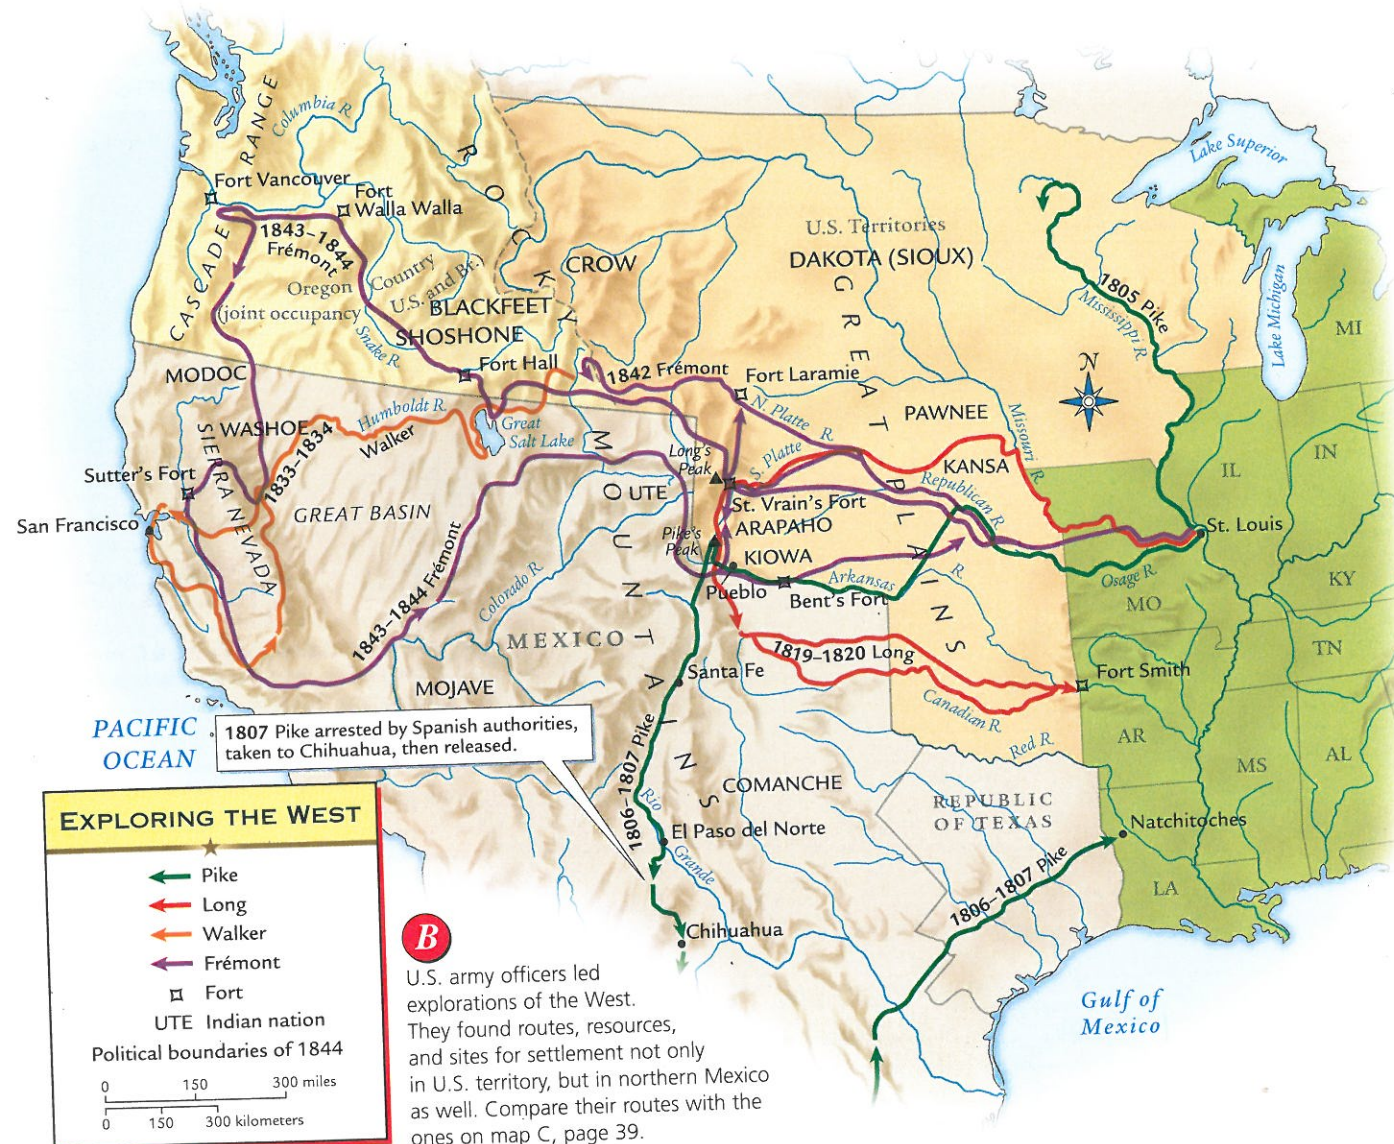 Lake Superior
Columbia R.
RANGE
CASCADE
Fort Vancouver
Fort
Walla Walla
1843–1844
Frémont
Oregon
Country
(joint occupancy
U.S. and Br.)
BLACKFEET
SHOSHONE
Snake R.
Fort Hall
ROCKY
MOUNTAINS
CROW
U.S. Territories
DAKOTA (SIOUX)
GREAT
PLAINS
1805 Pike
Mississippi R.
Lake Michigan
MI
N
MODOC
WASHOE
Humboldt R.
Walker
1833–1834
SIERRA NEVADA
Sutter's Fort
San Francisco
GREAT BASIN
Great
Salt Lake
1842 Frémont
Fort Laramie
N. Platte R.
S. Platte
PAWNEE
Missouri R.
KANSA
Republican R.
Long's
Peak
UTE
St. Vrain's Fort
ARAPAHO
Pike's
Peak
KIOWA
Pueblo
Bent's Fort
Arkansas
R.
IL
IN
St. Louis
Osage R.
MO
KY
TN
1843–1844 Frémont
Colorado R.
MEXICO
MOJAVE
1819–1820 Long
Santa Fe
Canadian R.
Fort Smith
Red R.
AR
MS
AL
PACIFIC
OCEAN
1807 Pike arrested by Spanish authorities,
taken to Chihuahua, then released.
1806–1807 Pike
Rio
Grande
COMANCHE
El Paso del Norte
REPUBLIC
OF TEXAS
Natchitoches
LA
1806–1807 Pike
Chihuahua
Gulf of
Mexico
EXPLORING THE WEST
Pike
Long
Walker
Frémont
Fort
UTE Indian nation
Political boundaries of 1844
0 150 300 miles
0 150 300 kilometers
B
U.S. army officers led
explorations of the West.
They found routes, resources,
and sites for settlement not only
in U.S. territory, but in northern Mexico
as well. Compare their routes with the
ones on map C, page 39.